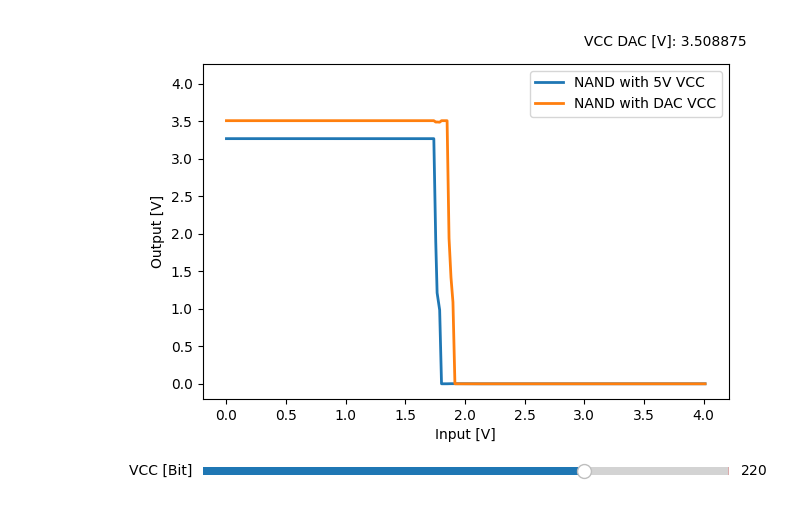 VCC DAC [V]: 3.508875
NAND with 5V VCC
NAND with DAC VCC
Output [V]
4.0
3.5
3.0
2.5
2.0
1.5
1.0
0.5
0.0
0.0 0.5 1.0 1.5 2.0 2.5 3.0 3.5 4.0
Input [V]
VCC [Bit] 220